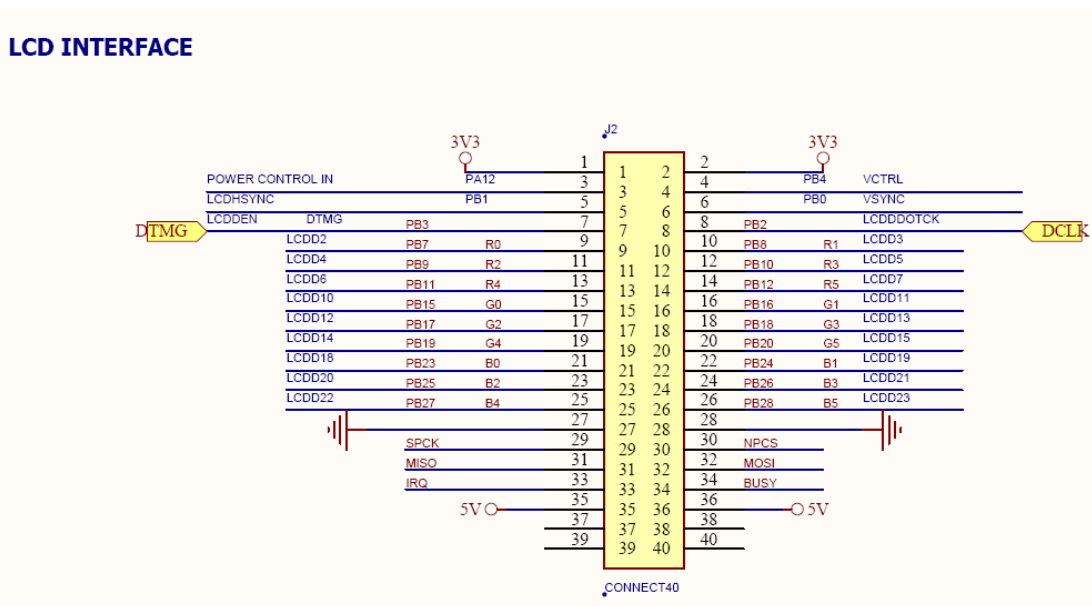 LCD INTERFACE
J2
3V3 3V3
1 1 2 2
POWER CONTROL IN PA12 3 3 4 4 PB4 VCTRL
LCDHSYNC PB1 5 5 6 6 PB0 VSYNC
DTMG LCDDEN DTMG PB3 7 7 8 8 PB2 LCDDDOTCK DCLK
LCDD2 PB7 R0 9 9 10 10 PB8 R1 LCDD3
LCDD4 PB9 R2 11 11 12 12 PB10 R3 LCDD5
LCDD6 PB11 R4 13 13 14 14 PB12 R5 LCDD7
LCDD10 PB15 G0 15 15 16 16 PB16 G1 LCDD11
LCDD12 PB17 G2 17 17 18 18 PB18 G3 LCDD13
LCDD14 PB19 G4 19 19 20 20 PB20 G5 LCDD15
LCDD18 PB23 B0 21 21 22 22 PB24 B1 LCDD19
LCDD20 PB25 B2 23 23 24 24 PB26 B3 LCDD21
LCDD22 PB27 B4 25 25 26 26 PB28 B5 LCDD23
27 27 28 28
SPCK 29 29 30 30 NPCS
MISO 31 31 32 32 MOSI
IRQ 33 33 34 34 BUSY
5V 35 35 36 36 5V
37 37 38 38
39 39 40 40
CONNECT40